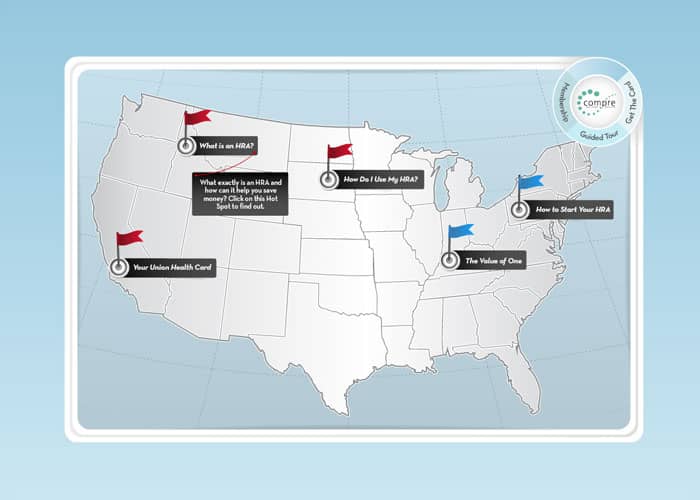 Membership
Get The Card
compre
Guided Tour
What is an HRA?
How Do I Use My HRA?
What exactly is an HRA and
how can it help you save
money? Click on this Hot
Spot to find out.
How to Start Your HRA
The Value of One
Your Union Health Card